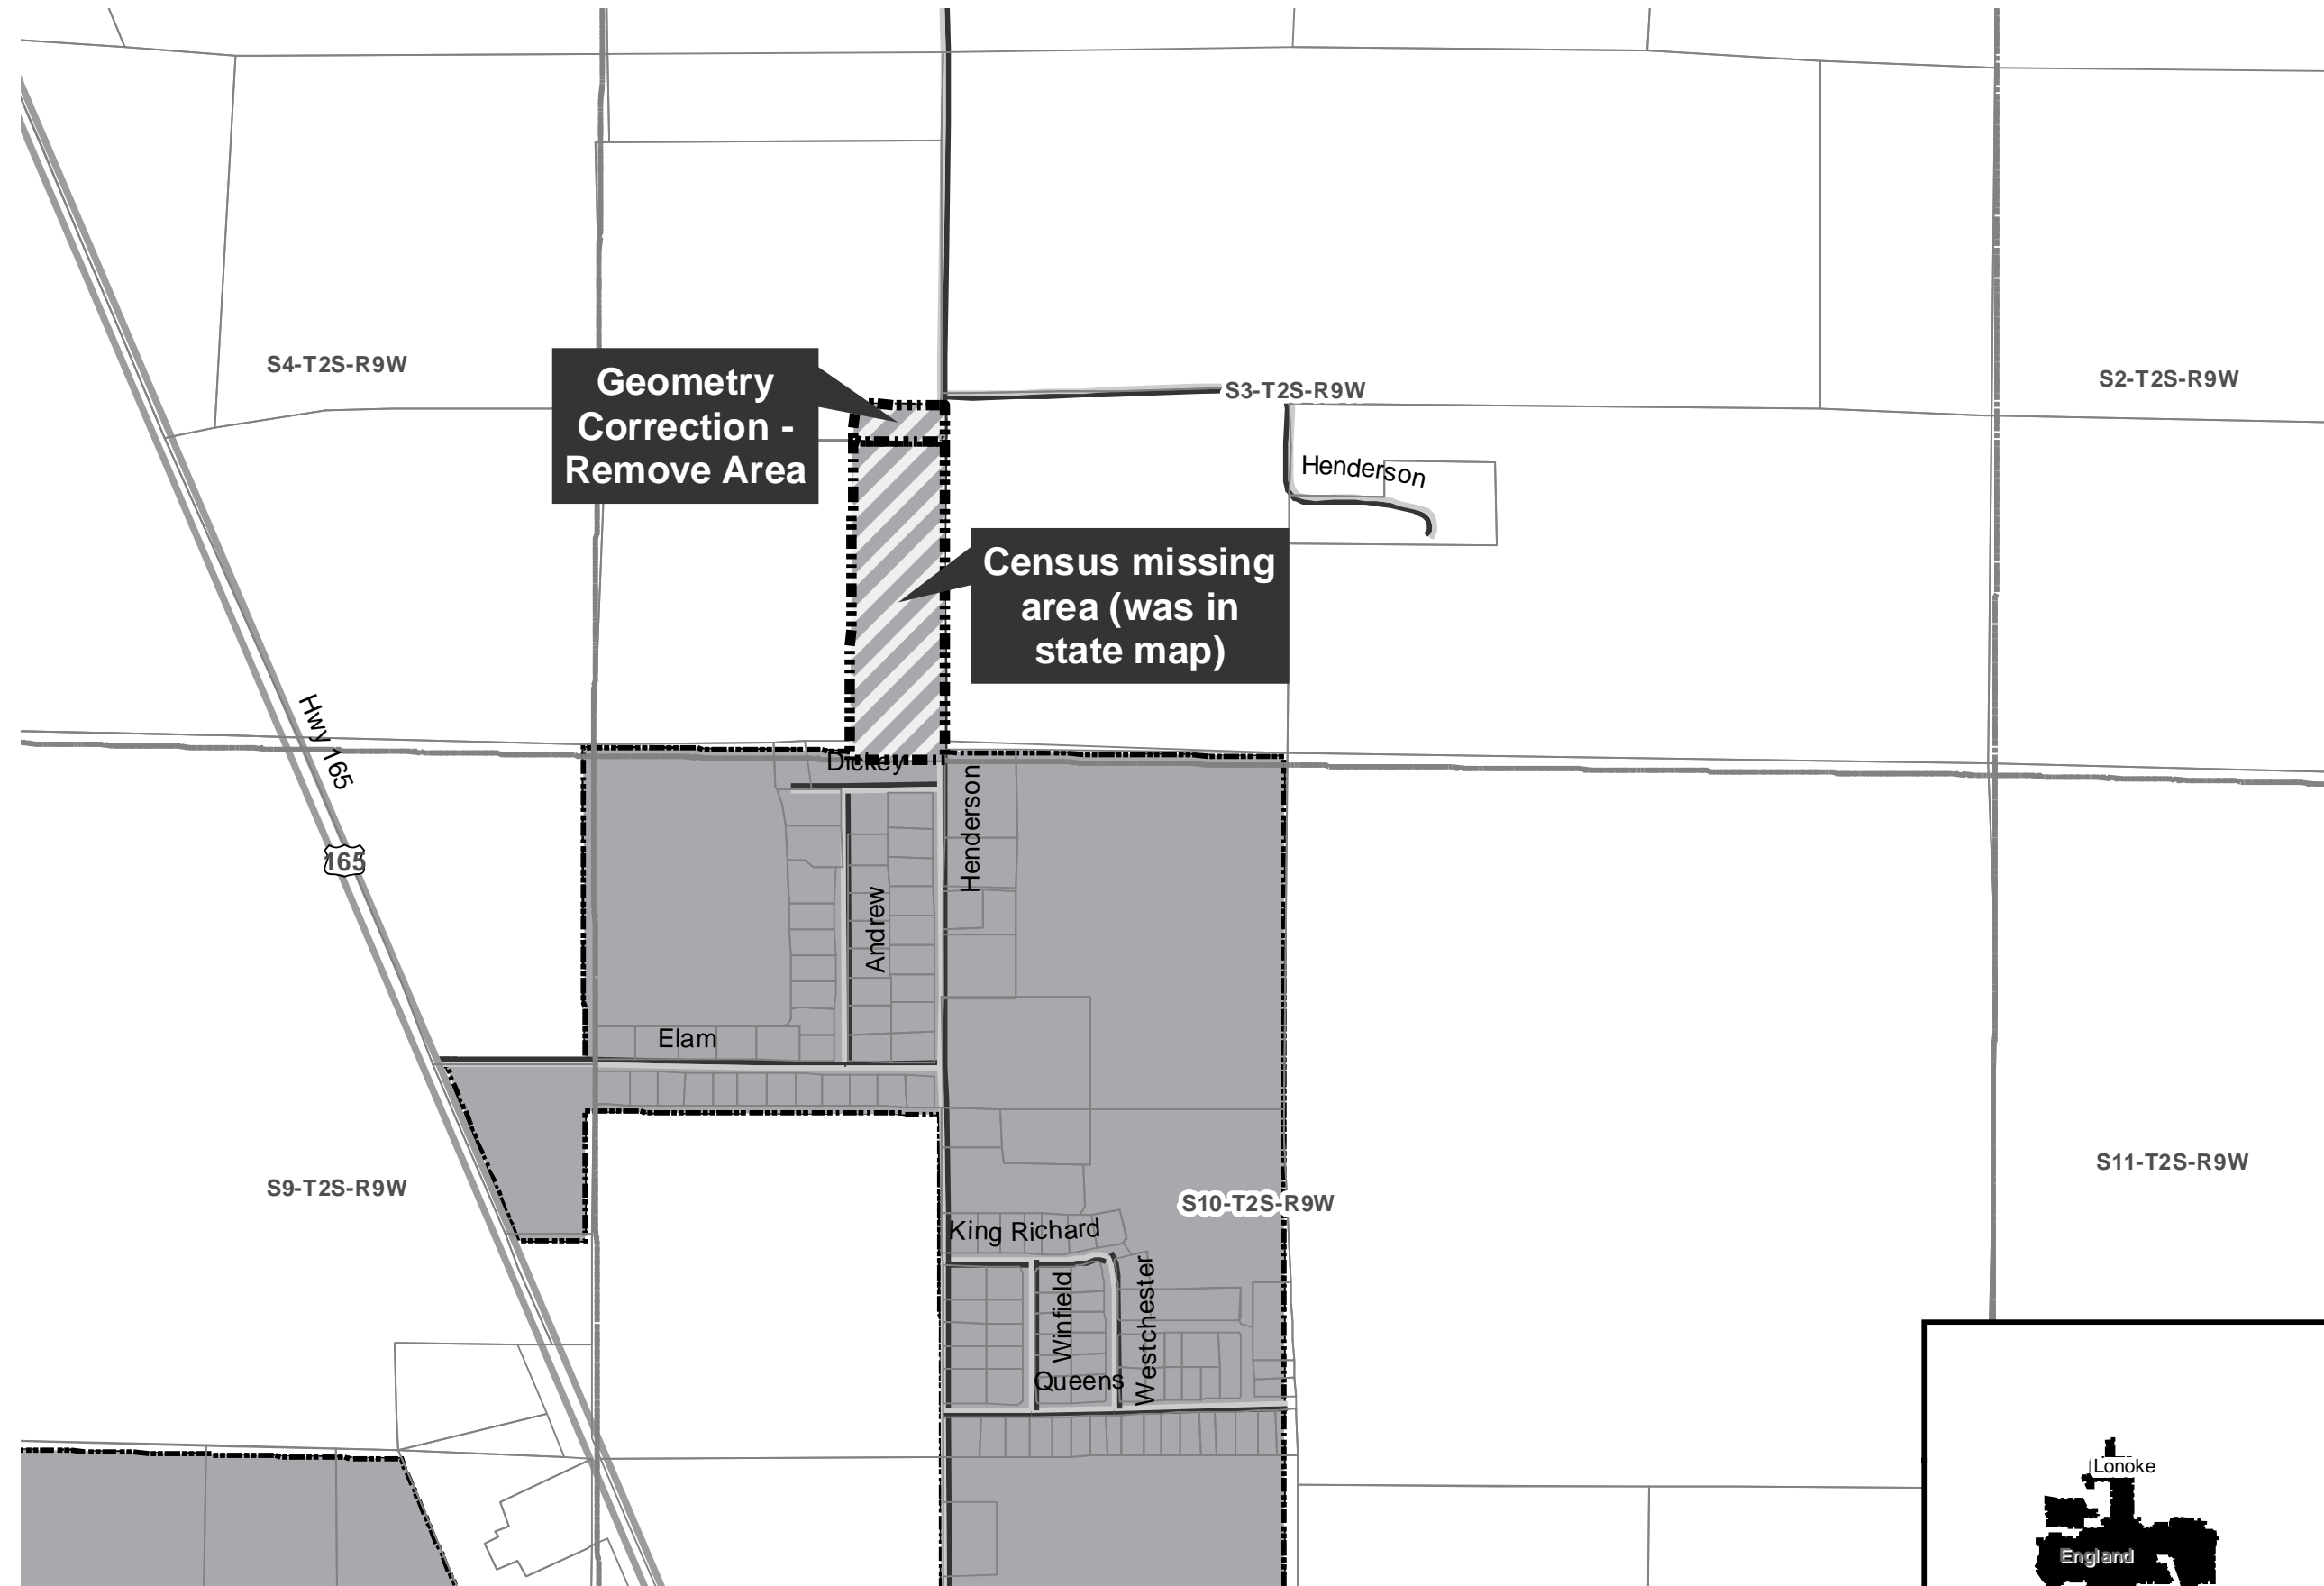 S4-T2S-R9W
Geometry
Correction -
Remove Area
S3-T2S-R9W
S2-T2S-R9W
Henderson
Census missing
area (was in
state map)
Hwy 165
Dickey
Henderson
165
Andrew
Elam
S9-T2S-R9W
S10-T2S-R9W
S11-T2S-R9W
King Richard
Winfield
Westchester
Queens
Lonoke
England